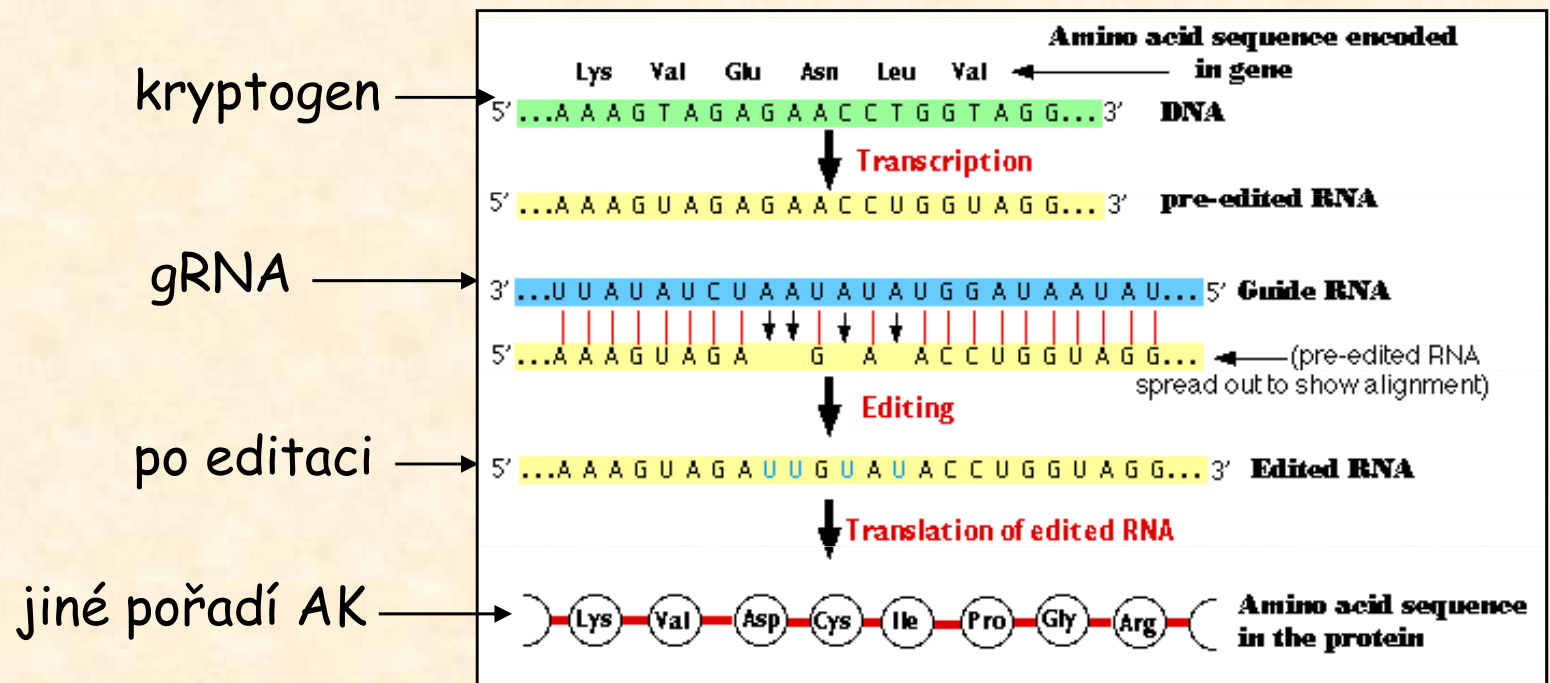 Amino acid sequence encoded
in gene
Lys Val Glu Asn Leu Val
kryptogen
5′ ...A A A G T A G A G A A C C T G G T A G G... 3′ DNA
Transcription
5′ ...A A A G U A G A G A A C C U G G U A G G... 3′ pre-edited RNA
gRNA
3′ ...U U A U A U C U A A U A U A U G G A U A A U A U... 5′ Guide RNA
5′ ...A A A G U A G A G A A C C U G G U A G G... (pre-edited RNA
spread out to show alignment)
Editing
po editaci
5′ ...A A A G U A G A U U G U A U A C C U G G U A G G... 3′ Edited RNA
Translation of edited RNA
jiné pořadí AK
Lys Val Asp Cys Ile Pro Gly Arg
Amino acid sequence
in the protein